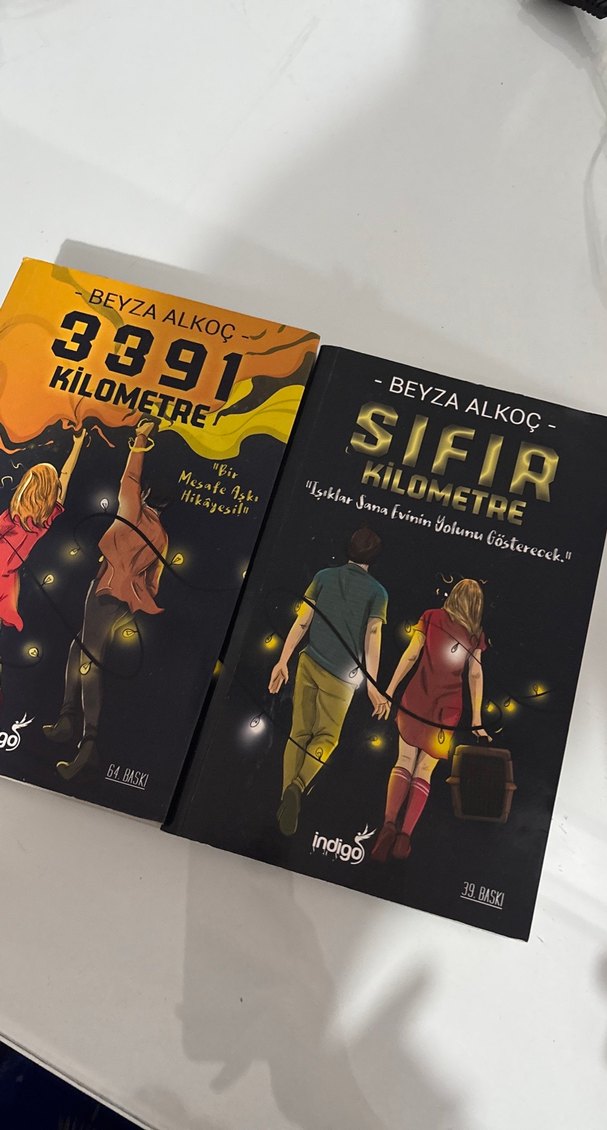 - BEYZA ALKOÇ -
3391
KİLOMETRE
"Bir
Mesafe Aşkı
Hikâyesi!"
go
64. BASKI
- BEYZA ALKOÇ -
SIFIR
KİLOMETRE
"Işıklar Sana Evinin Yolunu Gösterecek."
indigo
39. BASKI